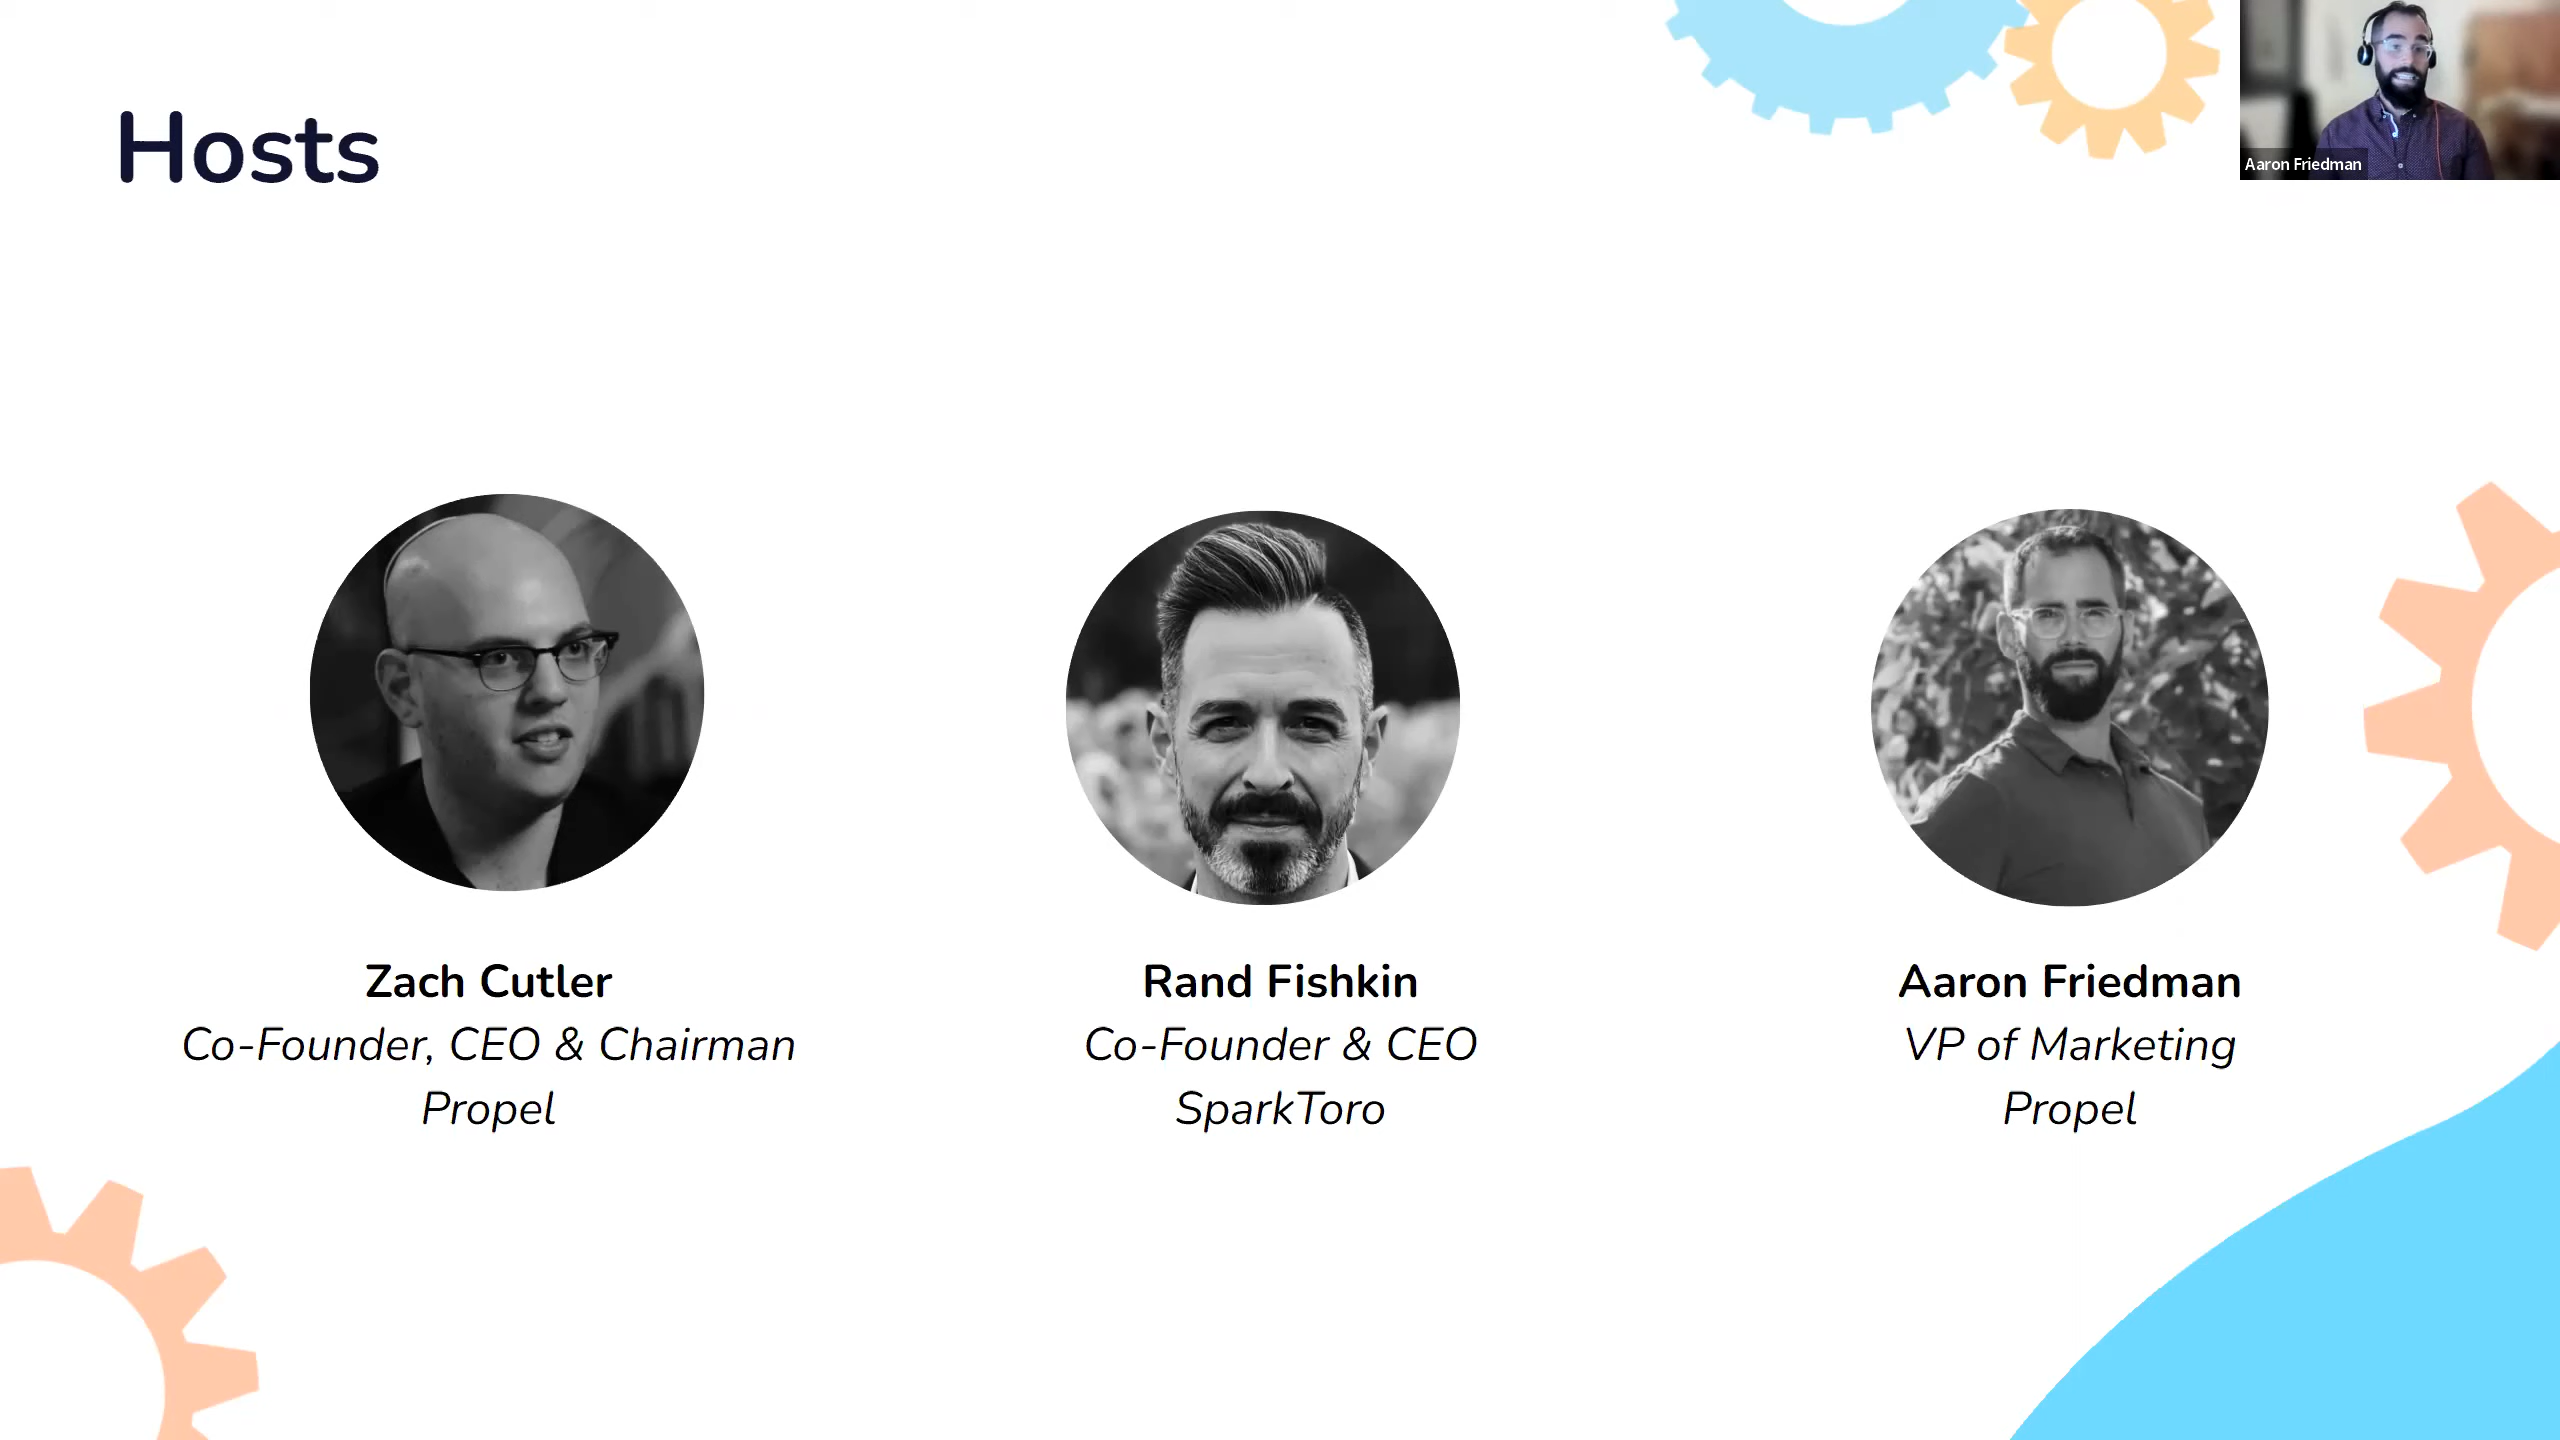 Hosts
Aaron Friedman
Zach Cutler
Co-Founder, CEO & Chairman
Propel
Rand Fishkin
Co-Founder & CEO
SparkToro
Aaron Friedman
VP of Marketing
Propel